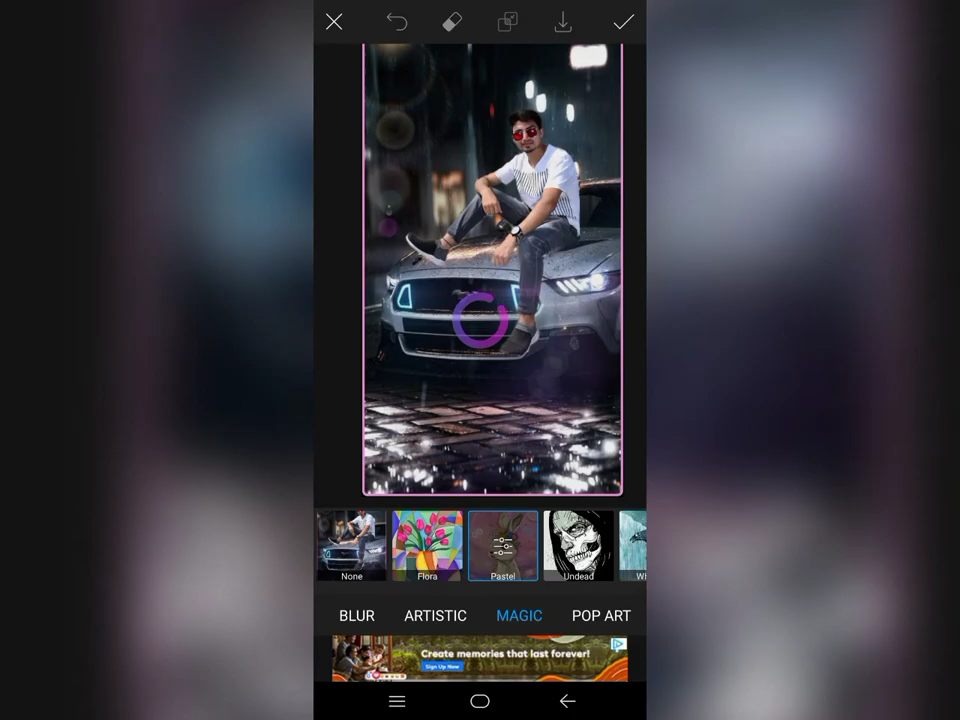 None
Flora
Pastel
Undead
BLUR
ARTISTIC
MAGIC
POP ART
Create memories that last forever!
Sign Up Now